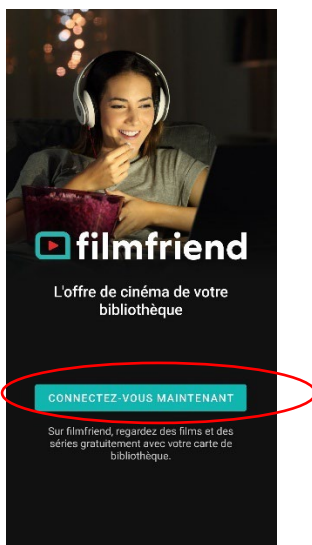 filmfriend
L'offre de cinéma de votre
bibliothèque
CONNECTEZ-VOUS MAINTENANT
Sur filmfriend, regardez des films et des
séries gratuitement avec votre carte de
bibliothèque.